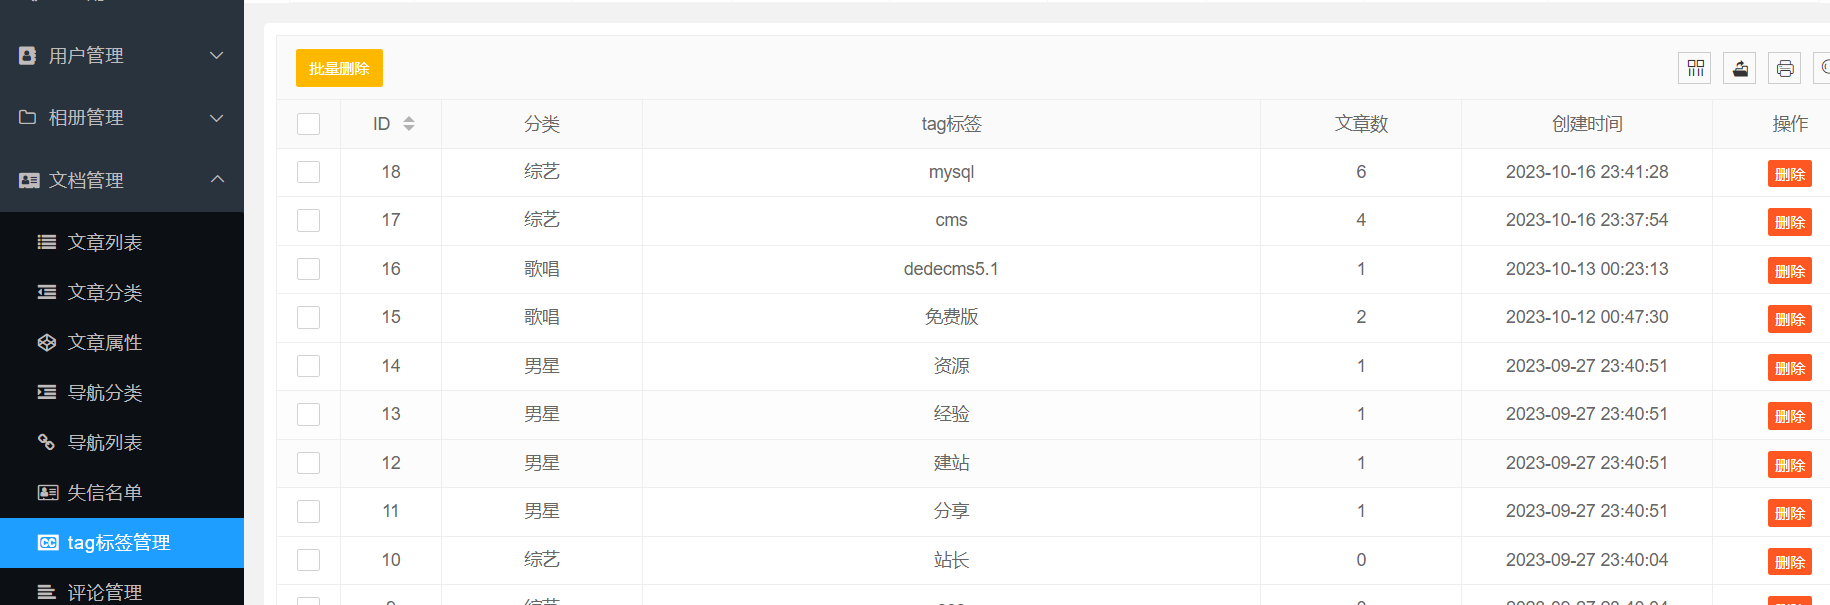 用户管理
相册管理
文档管理
文章列表
文章分类
文章属性
导航分类
导航列表
失信名单
tag标签管理
评论管理
批量删除
ID 分类 tag标签 文章数 创建时间 操作
18 综艺 mysql 6 2023-10-16 23:41:28 删除
17 综艺 cms 4 2023-10-16 23:37:54 删除
16 歌唱 dedecms5.1 1 2023-10-13 00:23:13 删除
15 歌唱 免费版 2 2023-10-12 00:47:30 删除
14 男星 资源 1 2023-09-27 23:40:51 删除
13 男星 经验 1 2023-09-27 23:40:51 删除
12 男星 建站 1 2023-09-27 23:40:51 删除
11 男星 分享 1 2023-09-27 23:40:51 删除
10 综艺 站长 0 2023-09-27 23:40:04 删除